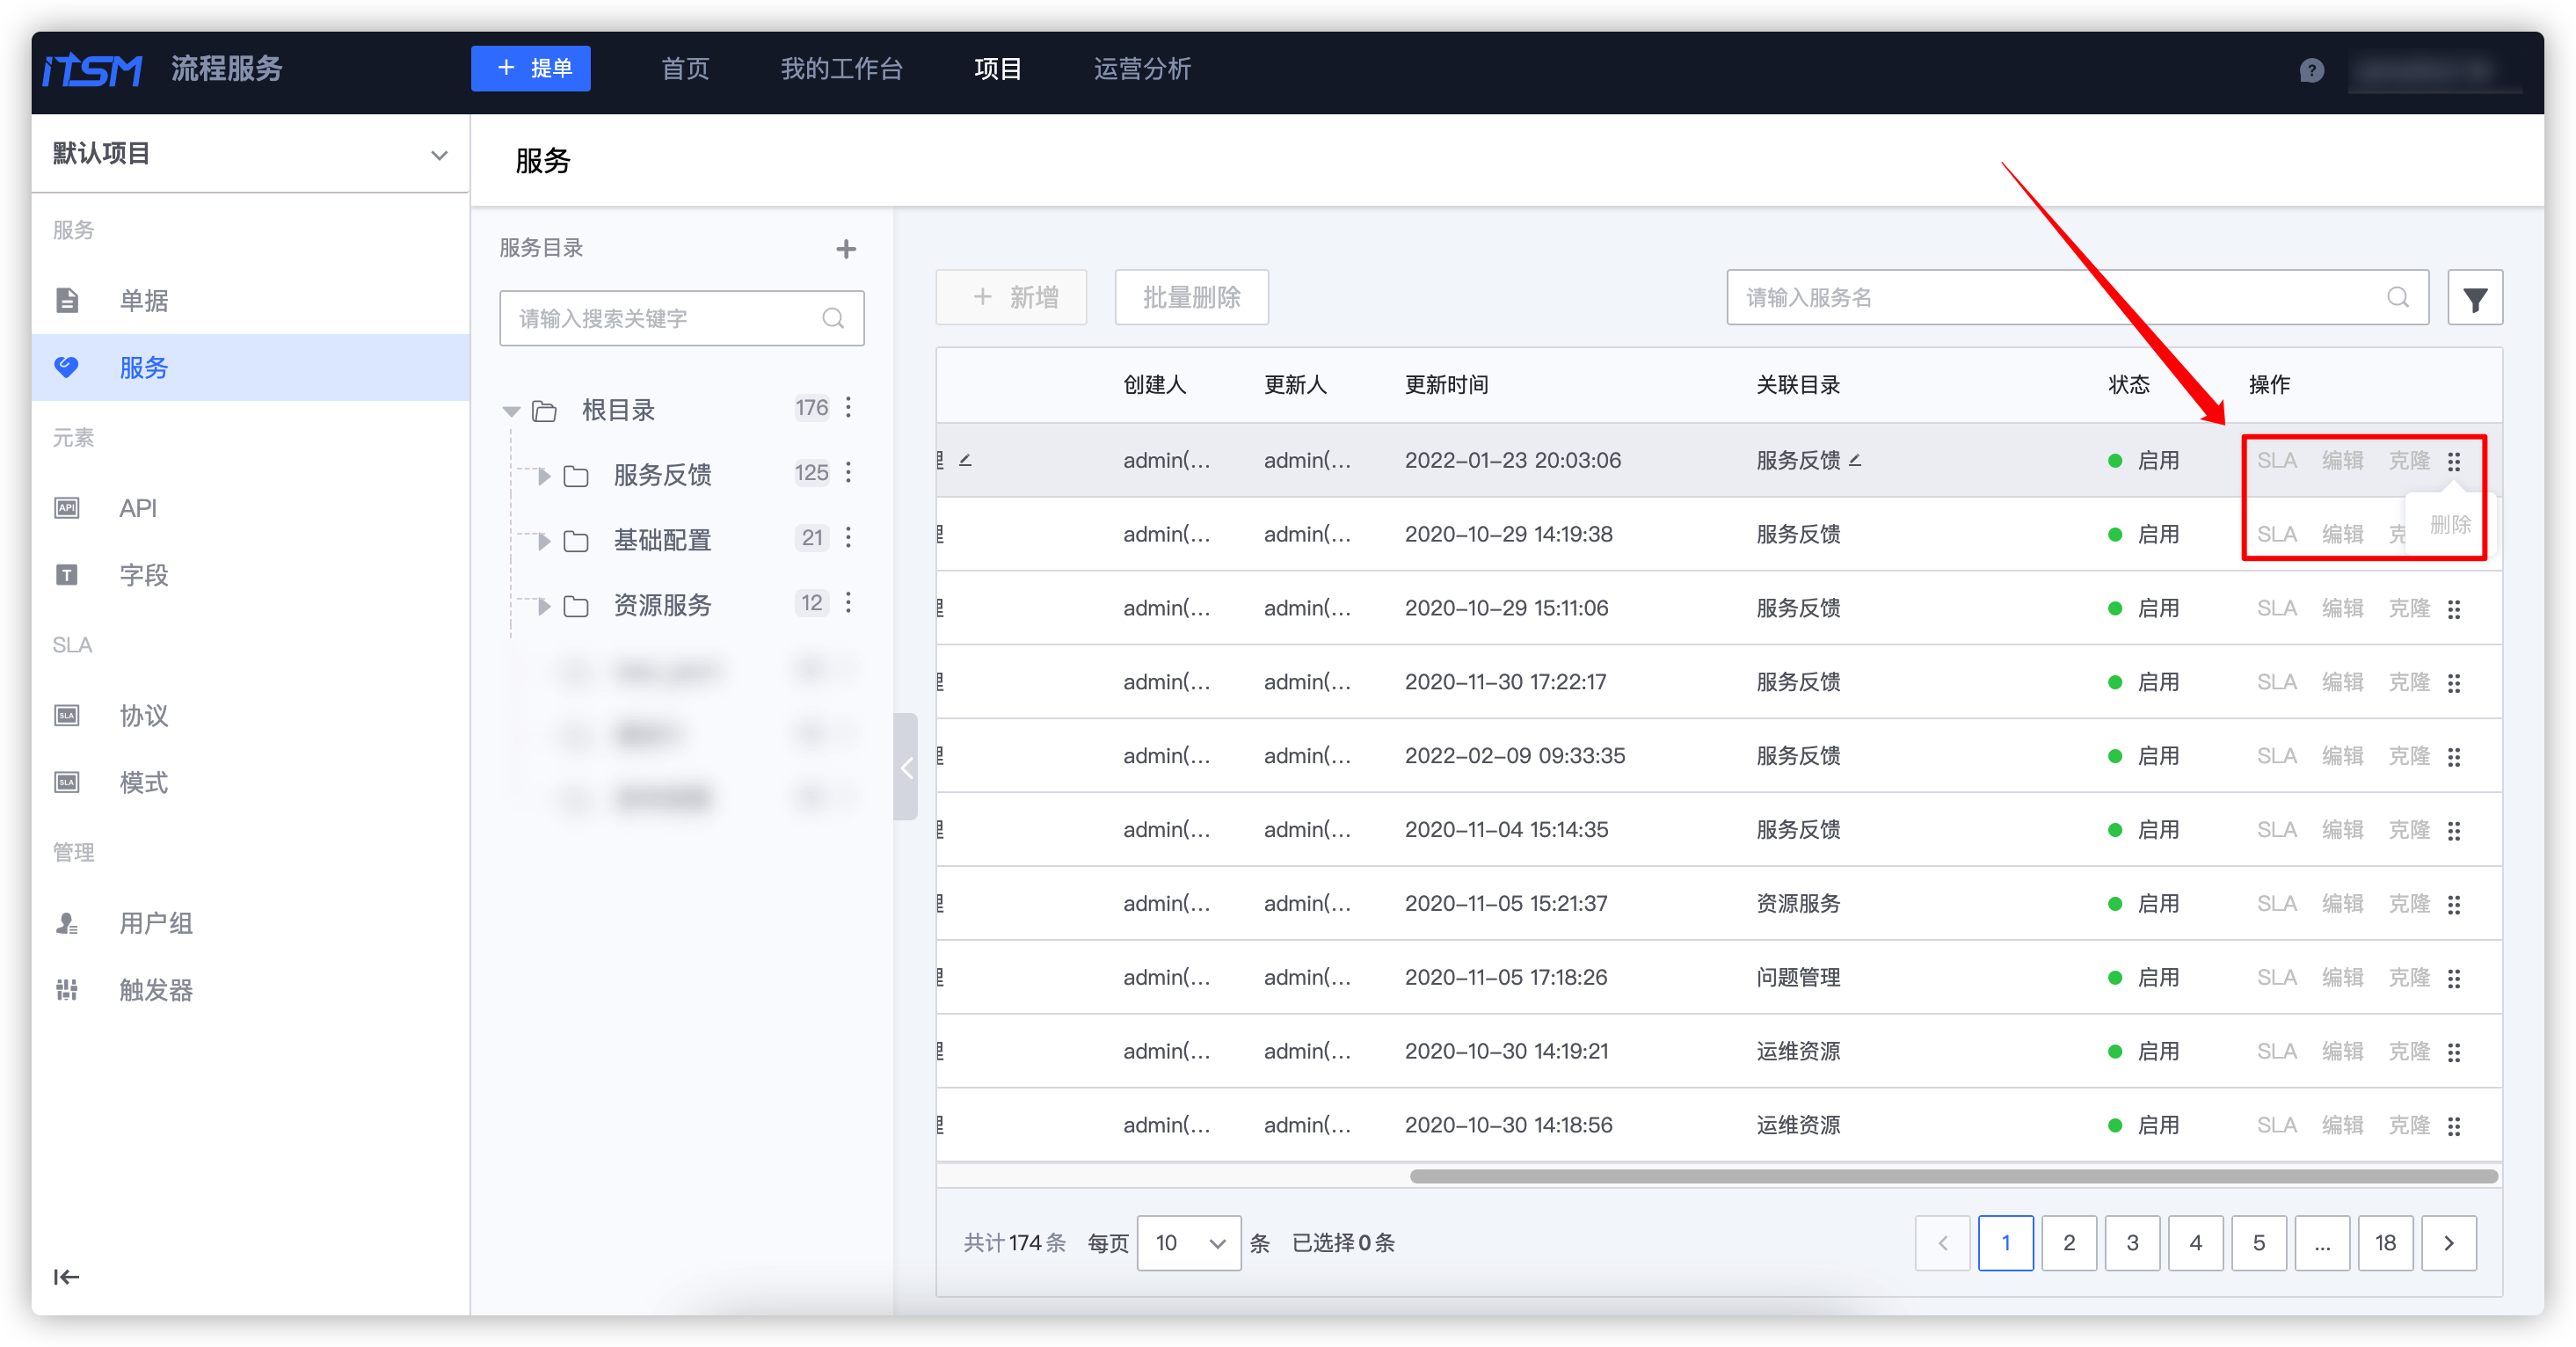 iTSM 流程服务 + 提单 首页 我的工作台 项目 运营分析 ?
默认项目
服务
单据
服务
元素
API API
T 字段
SLA
SLA 协议
SLA 模式
管理
用户组
触发器
服务
服务目录 +
请输入搜索关键字
根目录 176
服务反馈 125
基础配置 21
资源服务 12
+ 新增 批量删除 请输入服务名
创建人 更新人 更新时间 关联目录 状态 操作
admin(... admin(... 2022-01-23 20:03:06 服务反馈 启用 SLA 编辑 克隆
删除
admin(... admin(... 2020-10-29 14:19:38 服务反馈 启用 SLA 编辑 克
admin(... admin(... 2020-10-29 15:11:06 服务反馈 启用 SLA 编辑 克隆
admin(... admin(... 2020-11-30 17:22:17 服务反馈 启用 SLA 编辑 克隆
admin(... admin(... 2022-02-09 09:33:35 服务反馈 启用 SLA 编辑 克隆
admin(... admin(... 2020-11-04 15:14:35 服务反馈 启用 SLA 编辑 克隆
admin(... admin(... 2020-11-05 15:21:37 资源服务 启用 SLA 编辑 克隆
admin(... admin(... 2020-11-05 17:18:26 问题管理 启用 SLA 编辑 克隆
admin(... admin(... 2020-10-30 14:19:21 运维资源 启用 SLA 编辑 克隆
admin(... admin(... 2020-10-30 14:18:56 运维资源 启用 SLA 编辑 克隆
共计174条 每页 10 条 已选择0条 1 2 3 4 5 ... 18